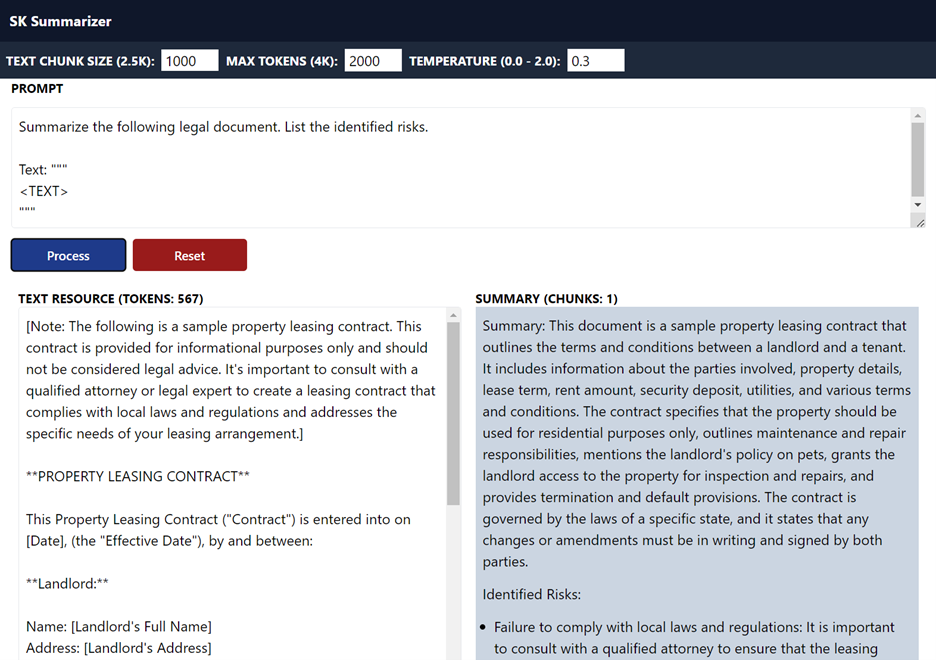 SK Summarizer
TEXT CHUNK SIZE (2.5K): 1000 MAX TOKENS (4K): 2000 TEMPERATURE (0.0 - 2.0): 0.3
PROMPT
Summarize the following legal document. List the identified risks.
Text: """
<TEXT>
"""
Process Reset
TEXT RESOURCE (TOKENS: 567)
[Note: The following is a sample property leasing contract. This
contract is provided for informational purposes only and should
not be considered legal advice. It's important to consult with a
qualified attorney or legal expert to create a leasing contract that
complies with local laws and regulations and addresses the
specific needs of your leasing arrangement.]
**PROPERTY LEASING CONTRACT**
This Property Leasing Contract ("Contract") is entered into on
[Date], (the "Effective Date"), by and between:
**Landlord:**
Name: [Landlord's Full Name]
Address: [Landlord's Address]
SUMMARY (CHUNKS: 1)
Summary: This document is a sample property leasing contract that
outlines the terms and conditions between a landlord and a tenant.
It includes information about the parties involved, property details,
lease term, rent amount, security deposit, utilities, and various terms
and conditions. The contract specifies that the property should be
used for residential purposes only, outlines maintenance and repair
responsibilities, mentions the landlord's policy on pets, grants the
landlord access to the property for inspection and repairs, and
provides termination and default provisions. The contract is
governed by the laws of a specific state, and it states that any
changes or amendments must be in writing and signed by both
parties.
Identified Risks:
• Failure to comply with local laws and regulations: It is important
to consult with a qualified attorney to ensure that the leasing